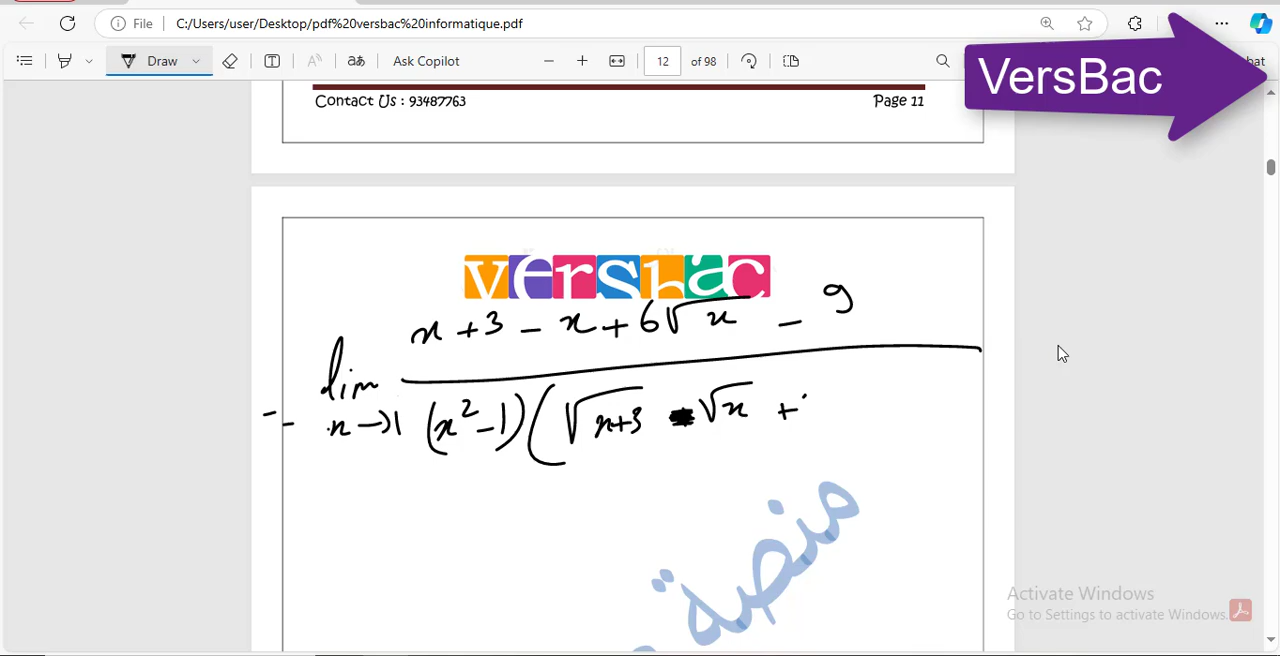 File
C:/Users/user/Desktop/pdf%20versbac%20informatique.pdf
Draw
Ask Copilot
12 of 98
VersBac
Contact Us : 93487763
Page 11
versbac
x + 3 - x + 6√x - 9
lim
x → 1 (x² - 1)(√x+3 √x +
منصة
Activate Windows
Go to Settings to activate Windows.